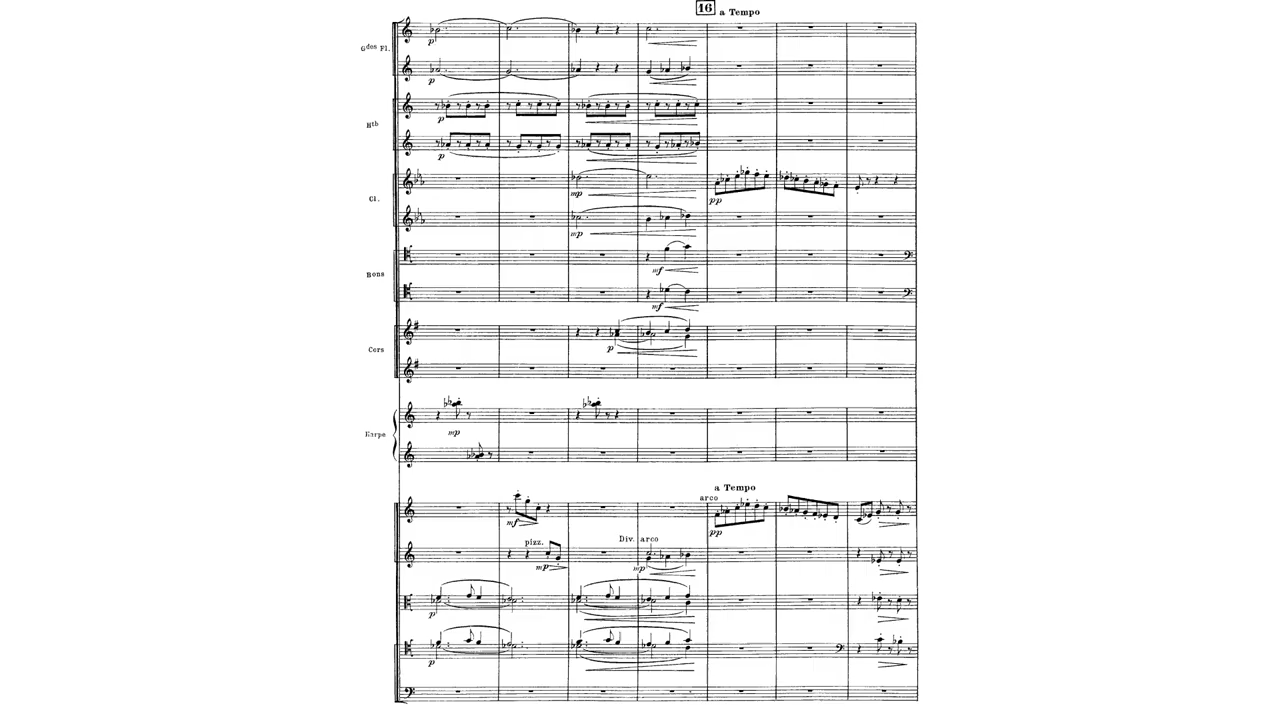 16 a Tempo
Gdes Fl.
p
p
Htb
p
p
Cl.
mp
pp
mp
Bons
mf
mf
Cors
p
Harpe
mp
a Tempo
arco
mf
pp
pizz.
Div. arco
mp
mp
p
p